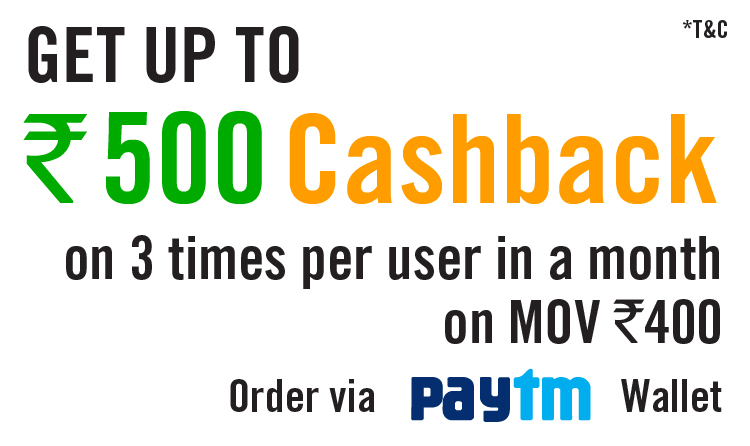 *T&C
GET UP TO
₹500 Cashback
on 3 times per user in a month
on MOV ₹400
Order via paytm Wallet